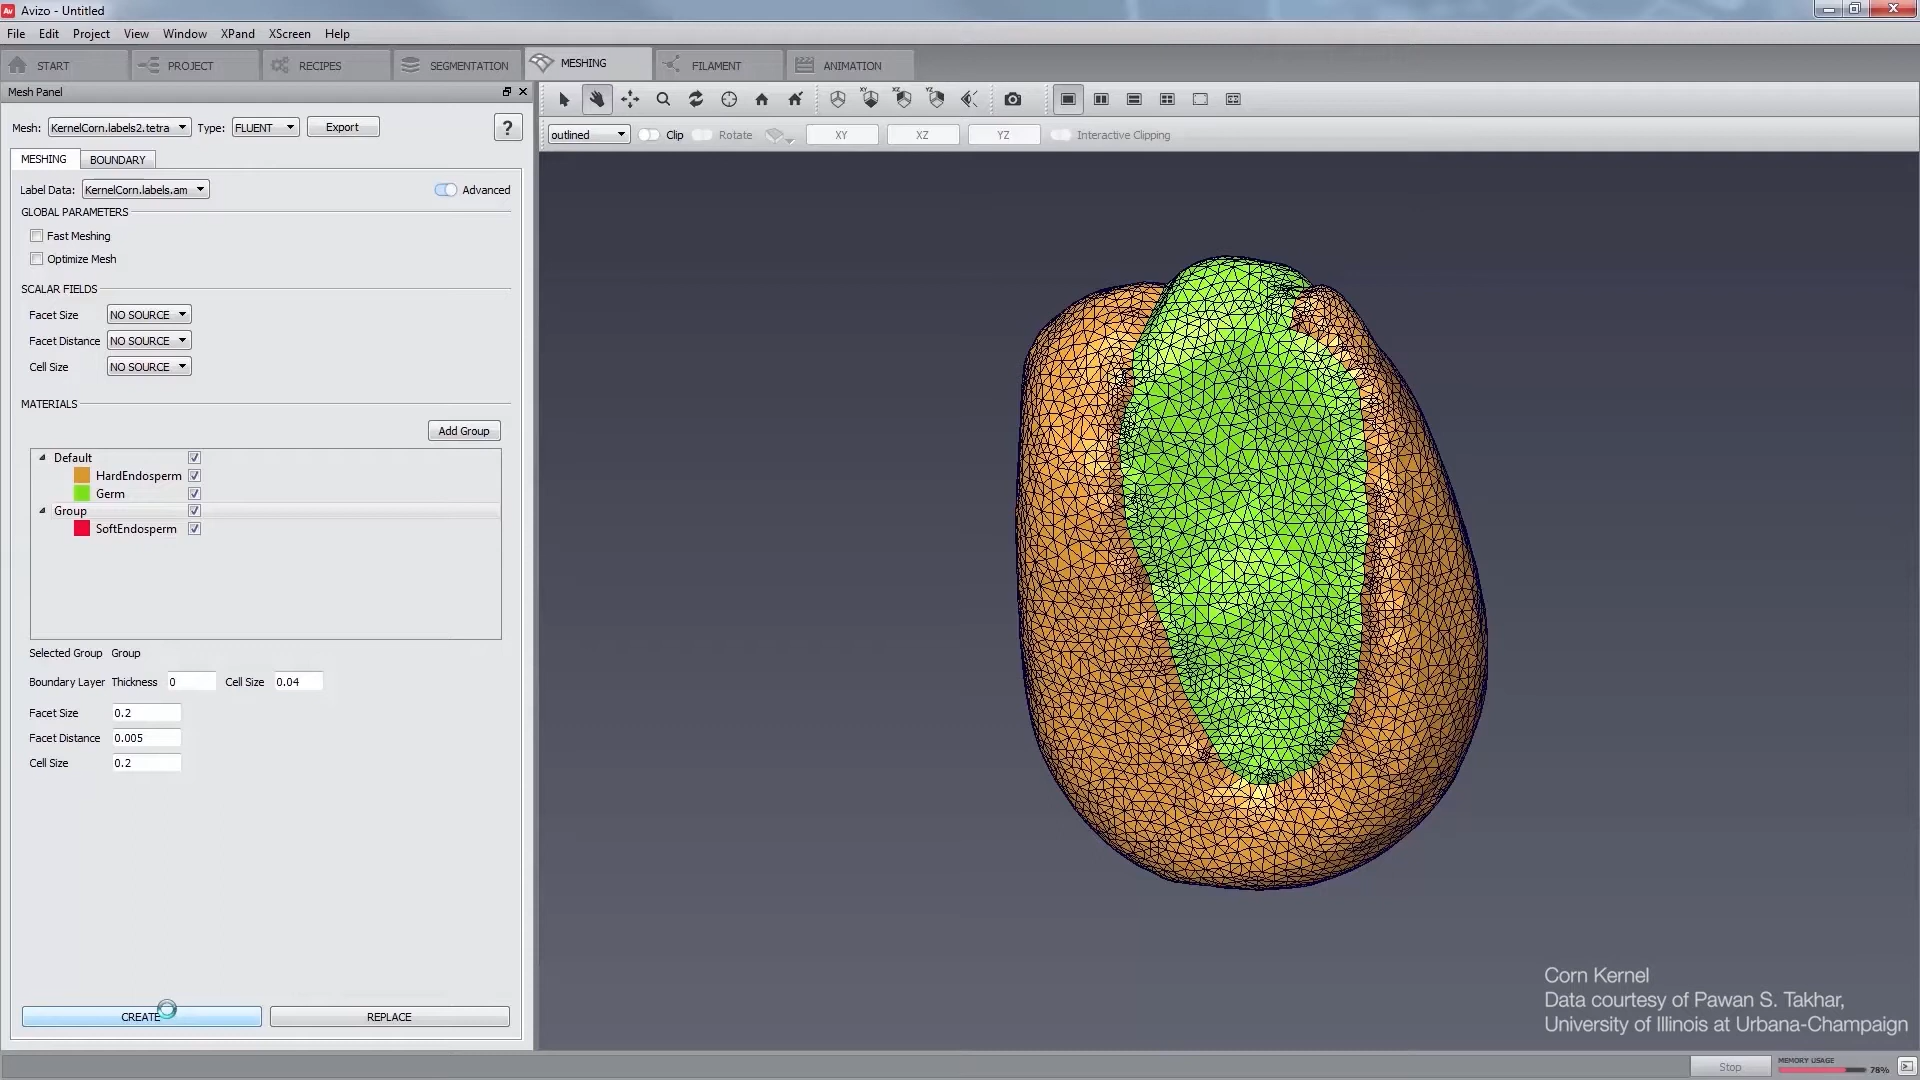 Av Avizo - Untitled
File Edit Project View Window XPand XScreen Help
START PROJECT RECIPES SEGMENTATION MESHING FILAMENT ANIMATION
Mesh Panel
Mesh: KernelCorn.labels2.tetra Type: FLUENT Export ?
XY XZ YZ
outlined Clip Rotate XY XZ YZ Interactive Clipping
MESHING BOUNDARY
Label Data: KernelCorn.labels.am Advanced
GLOBAL PARAMETERS
Fast Meshing
Optimize Mesh
SCALAR FIELDS
Facet Size NO SOURCE
Facet Distance NO SOURCE
Cell Size NO SOURCE
MATERIALS
Add Group
Default
HardEndosperm
Germ
Group
SoftEndosperm
Selected Group Group
Boundary Layer Thickness 0 Cell Size 0.04
Facet Size 0.2
Facet Distance 0.005
Cell Size 0.2
CREATE REPLACE
Corn Kernel
Data courtesy of Pawan S. Takhar,
University of Illinois at Urbana-Champaign
Stop MEMORY USAGE 78%